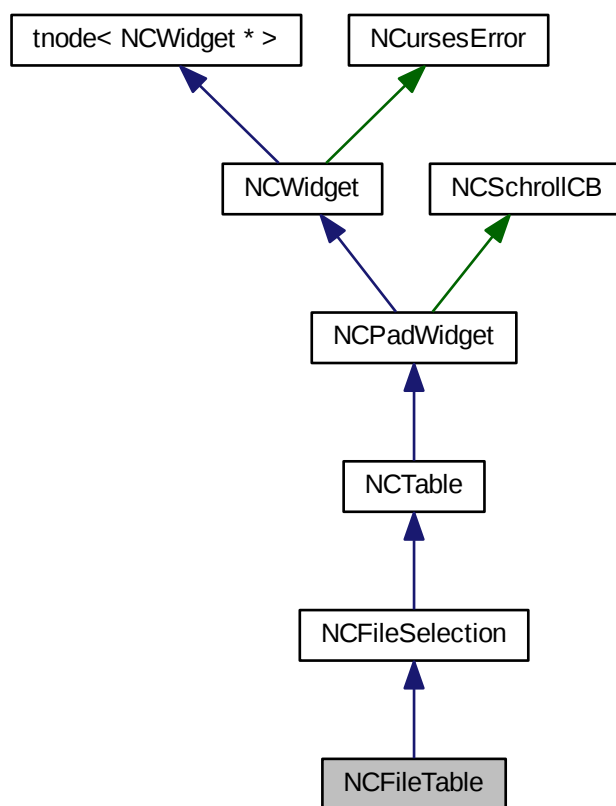 tnode< NCWidget * >
NCursesError
NCWidget
NCSchrollCB
NCPadWidget
NCTable
NCFileSelection
NCFileTable